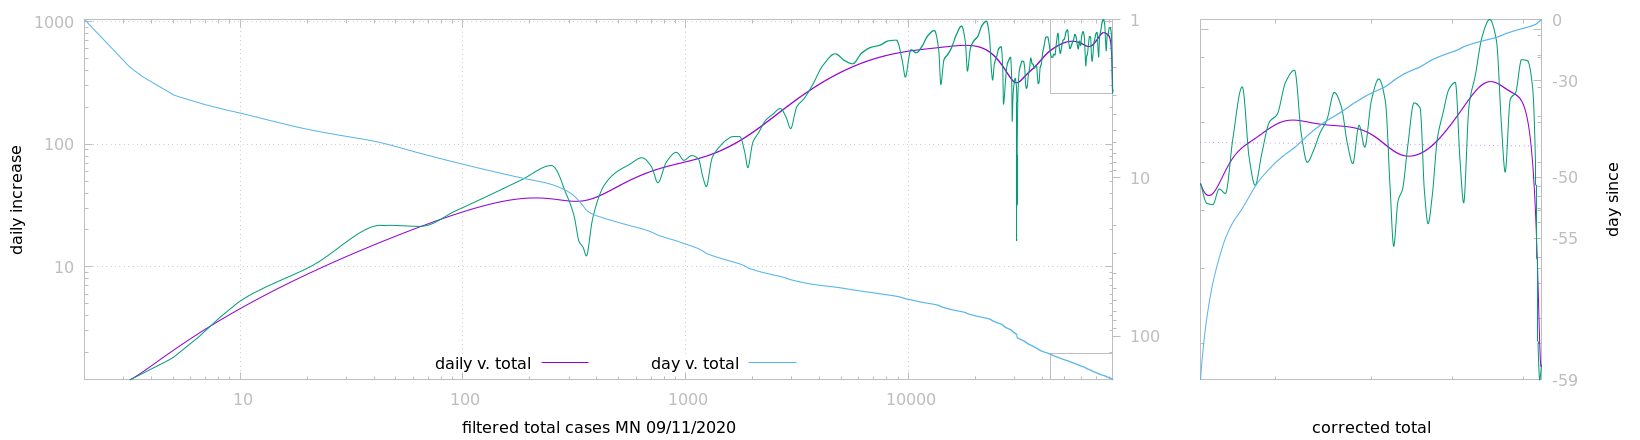 1000
100
10
daily increase
1
10
100
daily v. total
day v. total
10
100
1000
10000
filtered total cases MN 09/11/2020
0
-30
-50
-55
-59
day since
corrected total